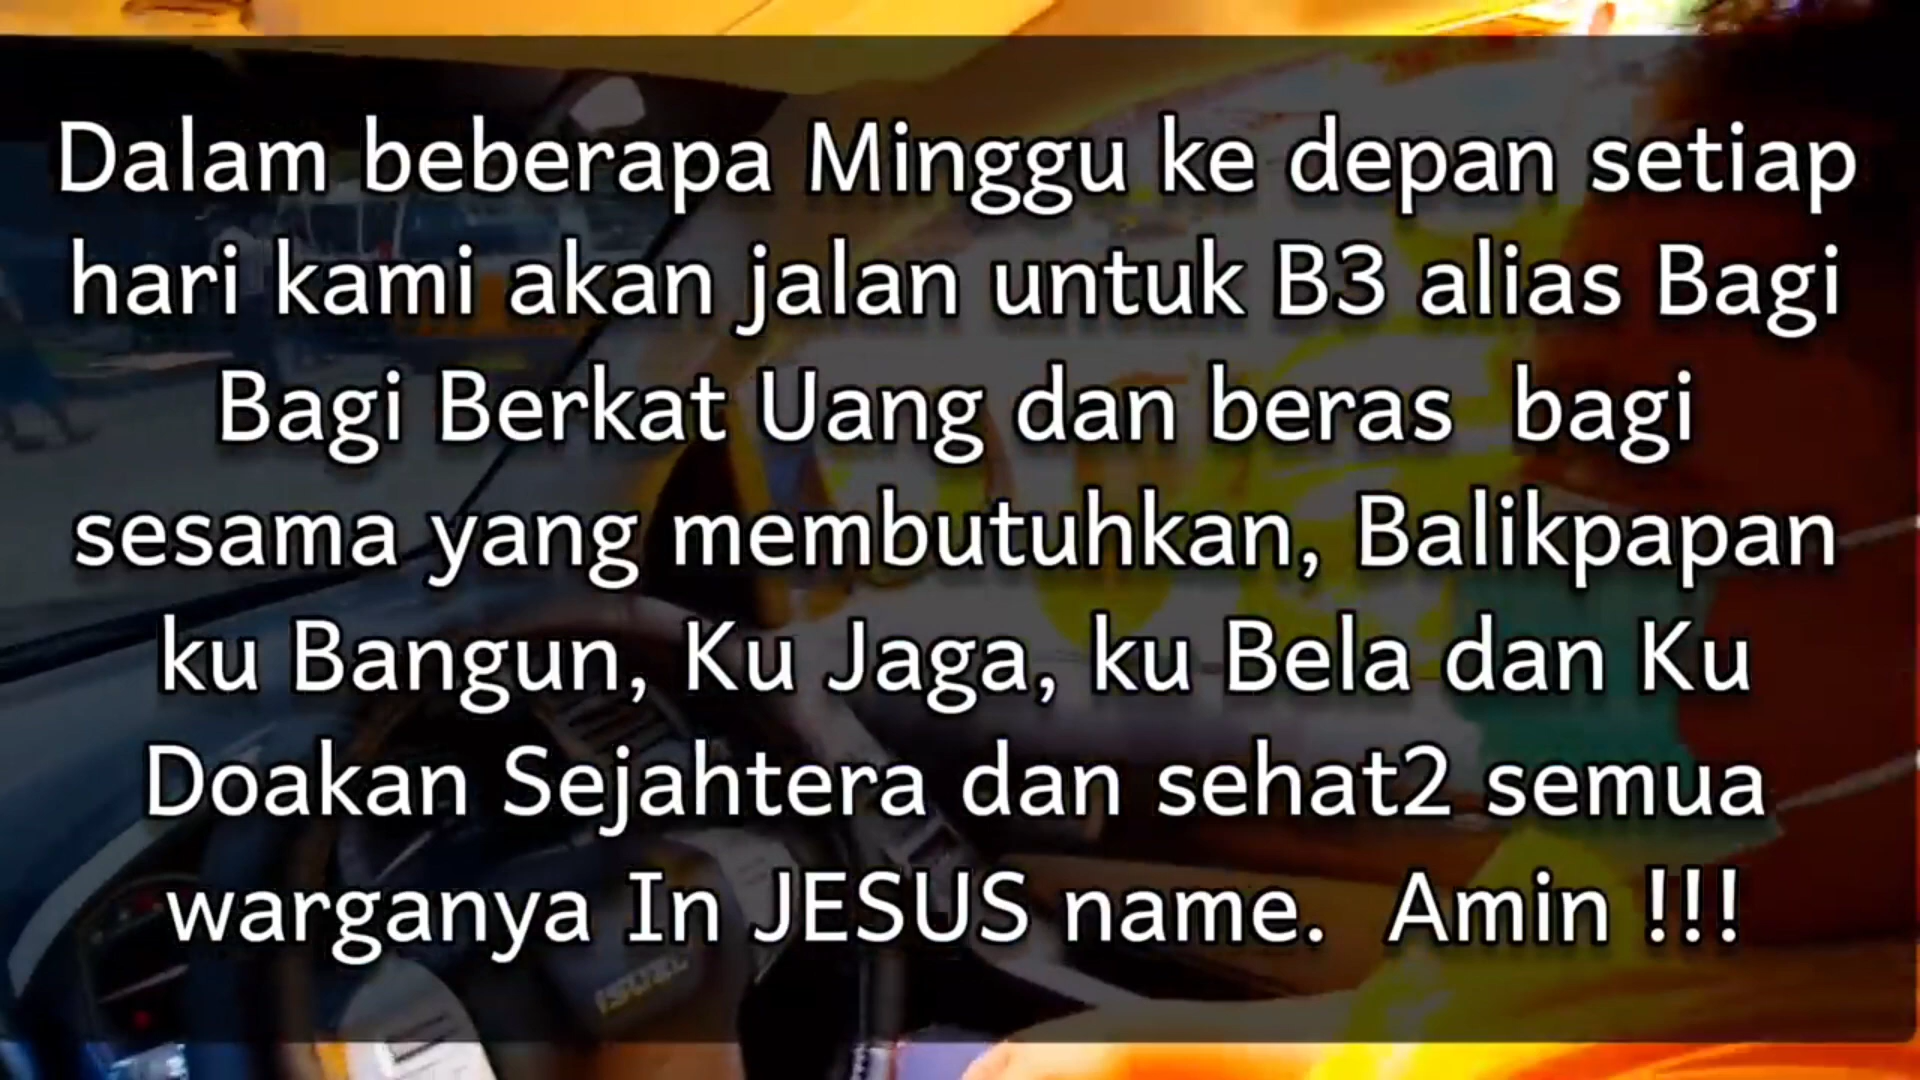 Dalam beberapa Minggu ke depan setiap
hari kami akan jalan untuk B3 alias Bagi
Bagi Berkat Uang dan beras bagi
sesama yang membutuhkan, Balikpapan
ku Bangun, Ku Jaga, ku Bela dan Ku
Doakan Sejahtera dan sehat2 semua
warganya In JESUS name. Amin !!!
ISUZU